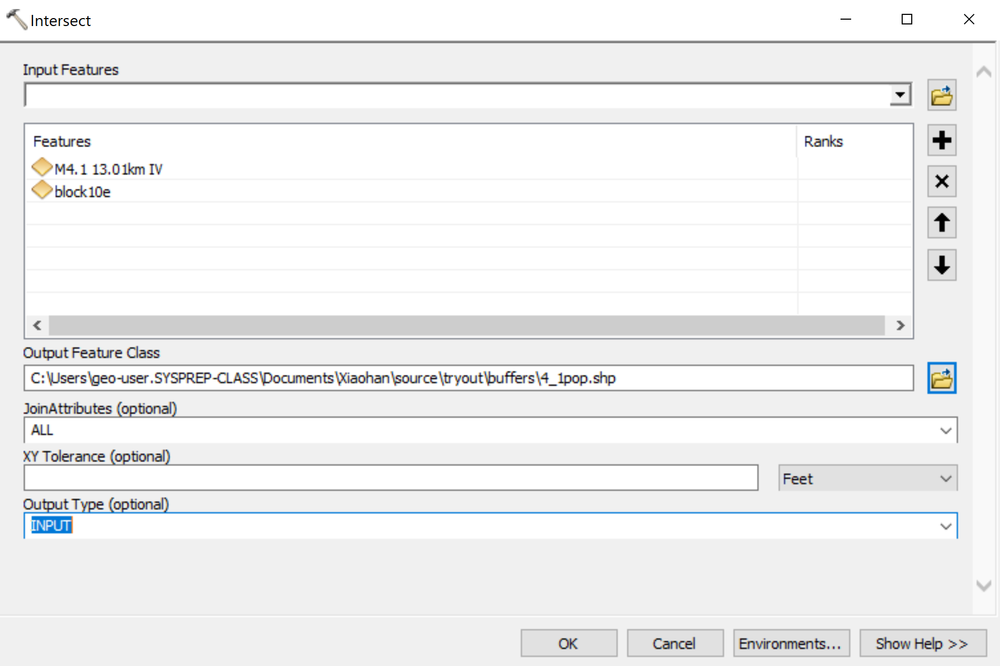 Intersect
Input Features
Features Ranks
M4.1 13.01km IV
block10e
Output Feature Class
C:\Users\geo-user.SYSPREP-CLASS\Documents\Xiaohan\source\tryout\buffers\4_1pop.shp
JoinAttributes (optional)
ALL
XY Tolerance (optional)
Feet
Output Type (optional)
INPUT
OK Cancel Environments... Show Help >>